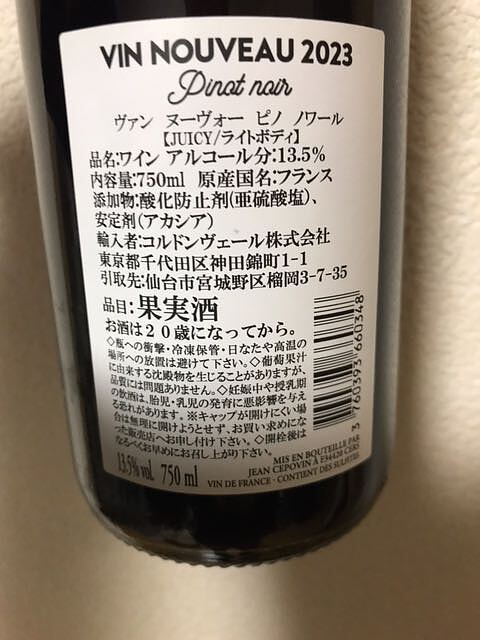 VIN NOUVEAU 2023
Pinot noir
ヴァン ヌーヴォー ピノ ノワール
【JUICY/ライトボディ】
品名:ワイン アルコール分:13.5%
内容量:750ml 原産国名:フランス
添加物:酸化防止剤(亜硫酸塩)、
安定剤(アカシア)
輸入者:コルドンヴェール株式会社
東京都千代田区神田錦町1-1
引取先:仙台市宮城野区榴岡3-7-35
品目:果実酒
お酒は20歳になってから。
◇瓶への衝撃・冷凍保管・日なたや高温の
場所への放置は避けて下さい。◇葡萄果汁
に由来する沈殿物を生じることがありますが、
品質には問題ありません。◇妊娠中や授乳期
の飲酒は、胎児・乳児の発育に悪影響を与え
る恐れがあります。※キャップが開けにくい場
合は無理に開けようとせず、お買い求めにな
った販売店へお申し付け下さい。◇開栓後は
なるべくお早めにお召し上がり下さい。
13.5% vol. 750 ml
MIS EN BOUTEILLE PAR
JEAN CEPOVIN À F34420 CERS
VIN DE FRANCE · CONTIENT DES SULFITES
3 760393 660348